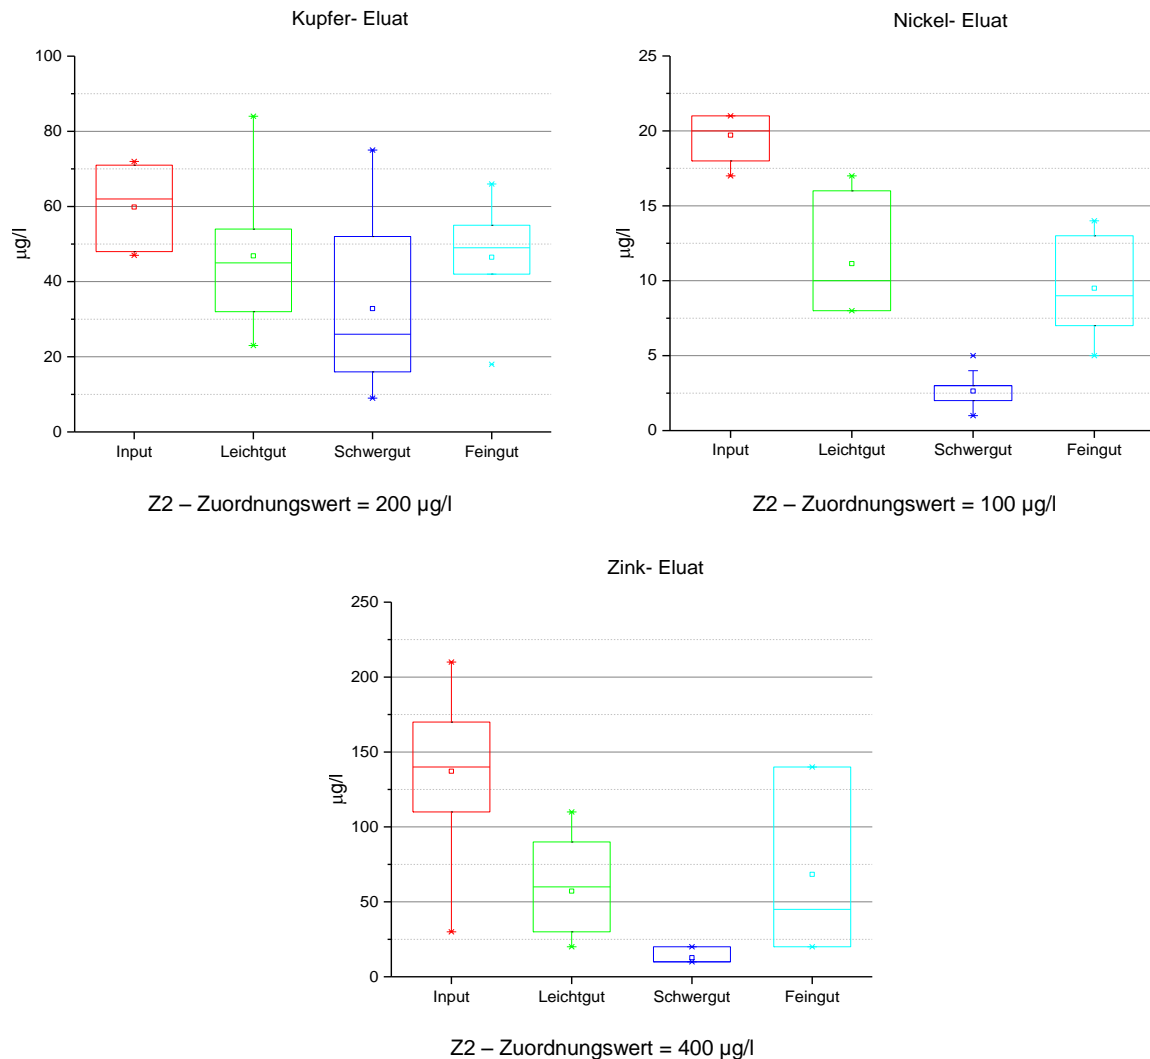 Kupfer- Eluat
100
80
60
40
20
0
µg/l
Input Leichtgut Schwergut Feingut
Z2 – Zuordnungswert = 200 µg/l
Nickel- Eluat
25
20
15
10
5
0
µg/l
Input Leichtgut Schwergut Feingut
Z2 – Zuordnungswert = 100 µg/l
Zink- Eluat
250
200
150
100
50
0
µg/l
Input Leichtgut Schwergut Feingut
Z2 – Zuordnungswert = 400 µg/l